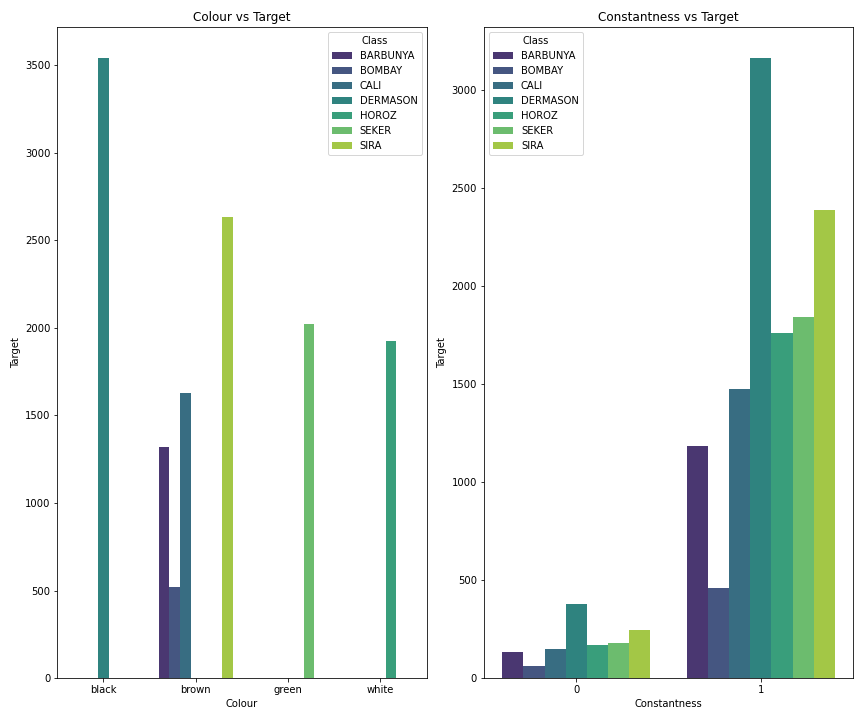 Colour vs Target
Class
BARBUNYA
BOMBAY
CALI
DERMASON
HOROZ
SEKER
SIRA
3500
3000
2500
2000
1500
1000
500
0
Target
black brown green white
Colour
Constantness vs Target
Class
BARBUNYA
BOMBAY
CALI
DERMASON
HOROZ
SEKER
SIRA
3000
2500
2000
1500
1000
500
0
Target
0 1
Constantness